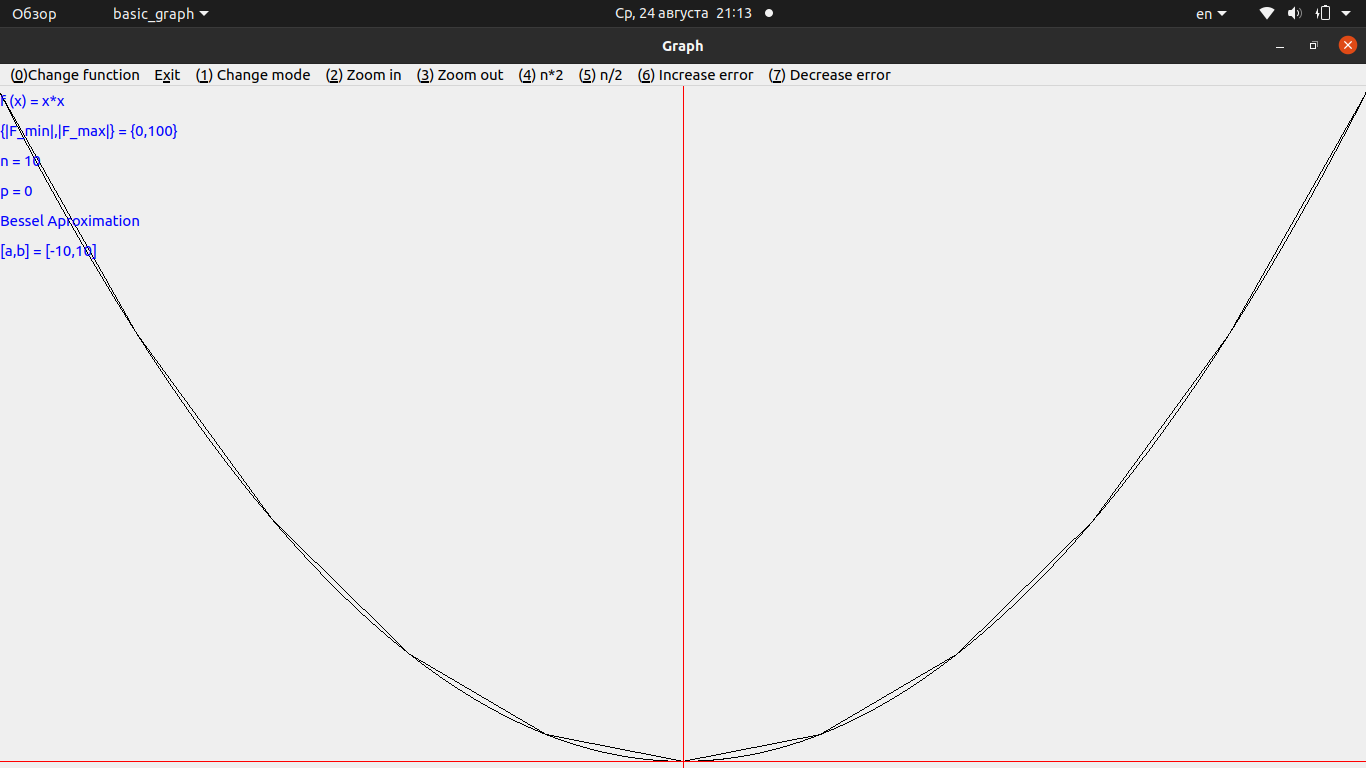 Обзор basic_graph Ср, 24 августа 21:13 en
Graph
(0)Change function Exit (1) Change mode (2) Zoom in (3) Zoom out (4) n*2 (5) n/2 (6) Increase error (7) Decrease error
f (x) = x*x
{|F_min|,|F_max|} = {0,100}
n = 10
p = 0
Bessel Aproximation
[a,b] = [-10,10]